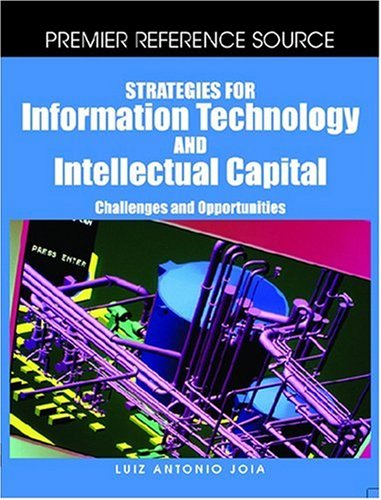 PREMIER REFERENCE SOURCE
STRATEGIES FOR
Information Technology
AND
Intellectual Capital
Challenges and Opportunities
PRESS ENTER
LUIZ ANTONIO JOIA